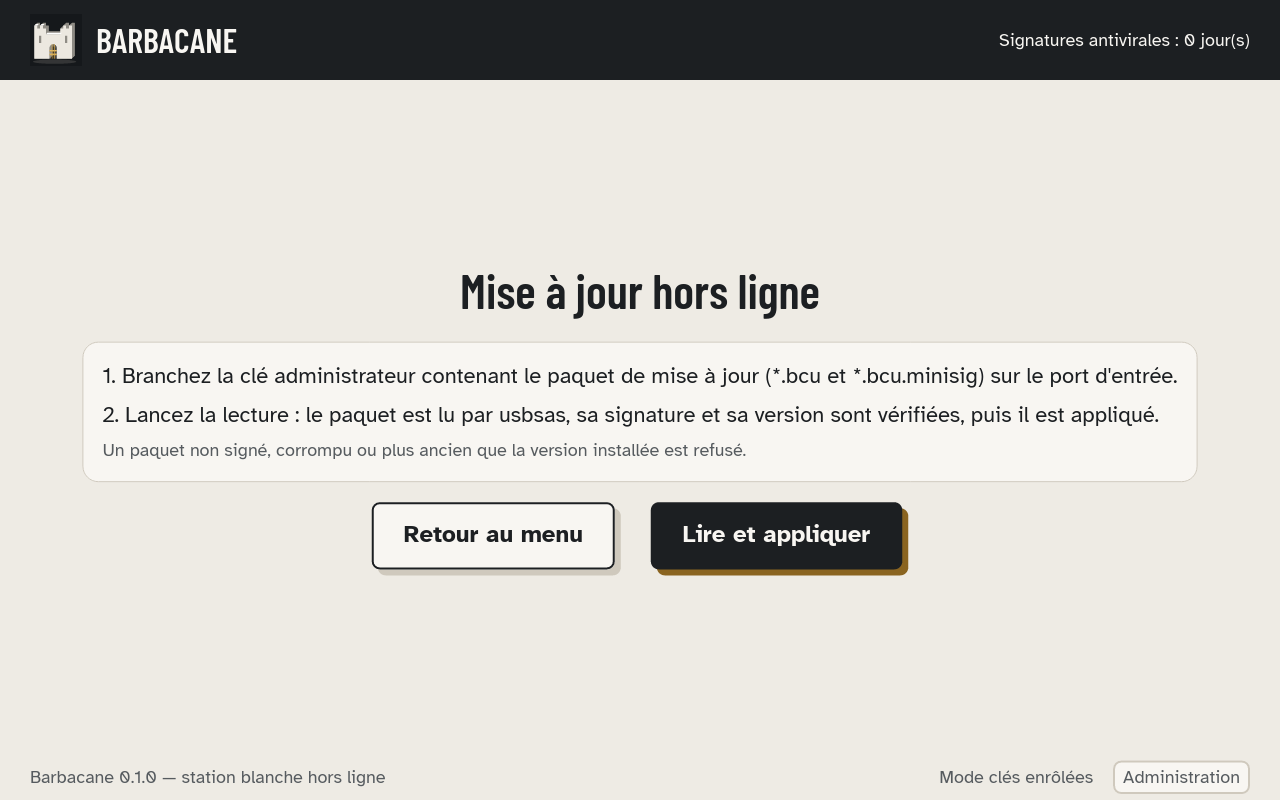 BARBACANE
Signatures antivirales : 0 jour(s)
Mise à jour hors ligne
1. Branchez la clé administrateur contenant le paquet de mise à jour (*.bcu et *.bcu.minisig) sur le port d'entrée.
2. Lancez la lecture : le paquet est lu par usbsas, sa signature et sa version sont vérifiées, puis il est appliqué.
Un paquet non signé, corrompu ou plus ancien que la version installée est refusé.
Retour au menu
Lire et appliquer
Barbacane 0.1.0 — station blanche hors ligne
Mode clés enrôlées
Administration